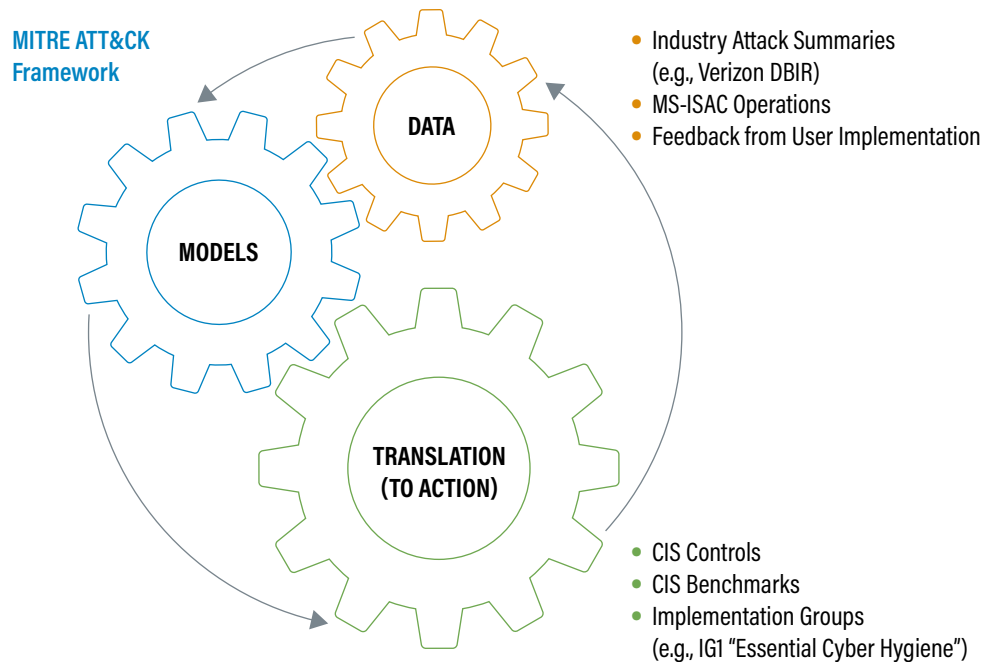 MITRE ATT&CK
Framework
DATA
• Industry Attack Summaries
(e.g., Verizon DBIR)
• MS-ISAC Operations
• Feedback from User Implementation
MODELS
TRANSLATION
(TO ACTION)
• CIS Controls
• CIS Benchmarks
• Implementation Groups
(e.g., IG1 “Essential Cyber Hygiene”)